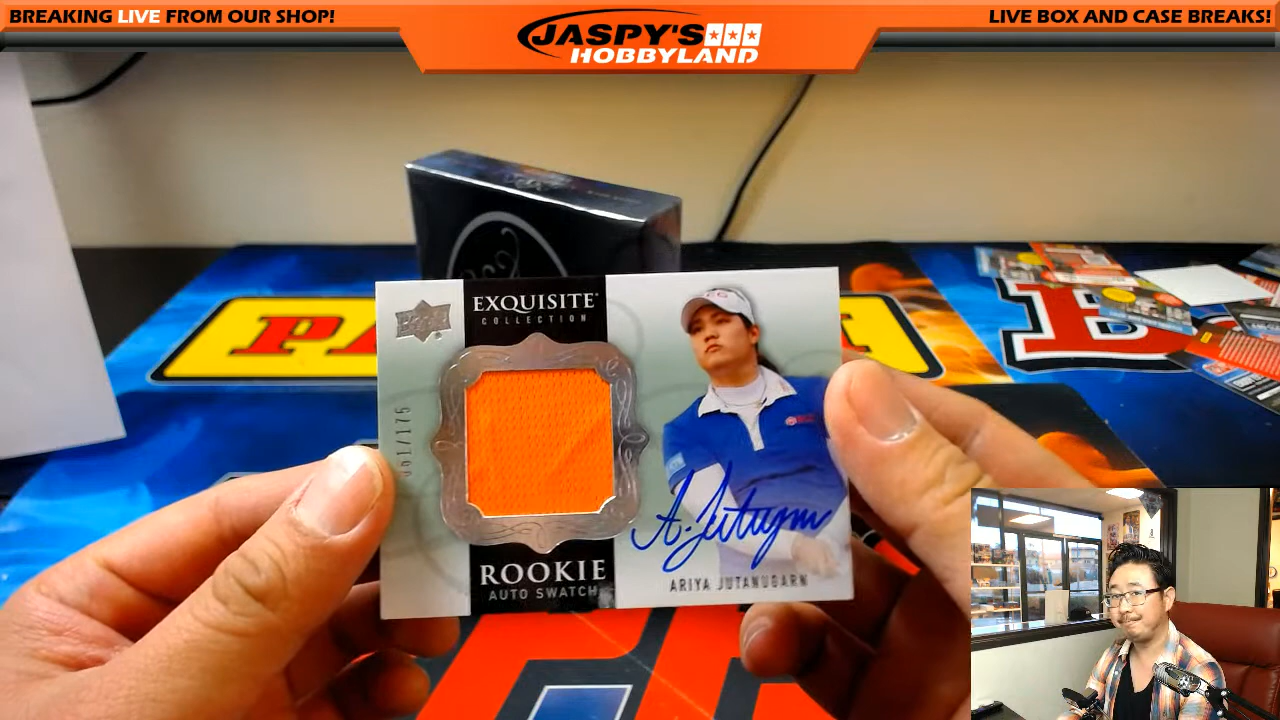 BREAKING LIVE FROM OUR SHOP!
JASPY'S
HOBBYLAND
LIVE BOX AND CASE BREAKS!
EXQUISITE
COLLECTION
ROOKIE
AUTO SWATCH
A. Jutugarn
ARIYA JUTANUGARN